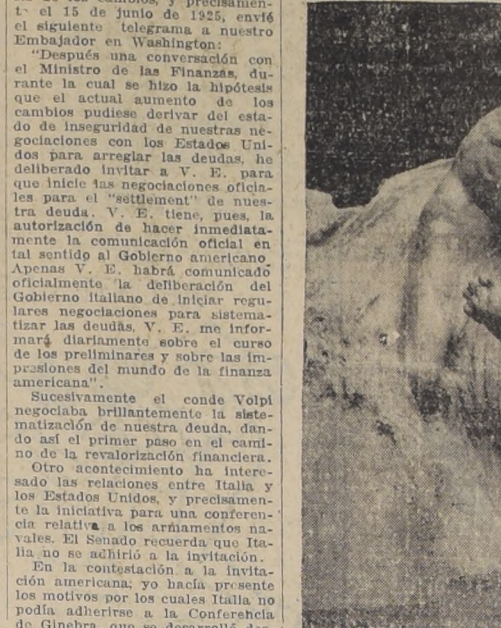 de los cambios, y precisamen-
te el 15 de junio de 1925, envié
el siguiente telegrama a nuestro
Embajador en Washington:
"Después una conversación con
el Ministro de las Finanzas, du-
rante la cual se hizo la hipótesis
que el actual aumento de los
cambios pudiese derivar del esta-
do de inseguridad de nuestras ne-
gociaciones con los Estados Uni-
dos para arreglar las deudas, he
deliberado invitar a V. E. para
que inicie las negociaciones oficia-
les para el "settlement" de nues-
tra deuda. V. E. tiene, pues, la
autorización de hacer inmediata-
mente la comunicación oficial en
tal sentido al Gobierno americano.
Apenas V. E. habrá comunicado
oficialmente la deliberación del
Gobierno italiano de iniciar regu-
lares negociaciones para sistema-
tizar las deudas, V. E. me infor-
mará diariamente sobre el curso
de los preliminares y sobre las im-
presiones del mundo de la finanza
americana".
Sucesivamente el conde Volpi
negociaba brillantemente la siste-
matización de nuestra deuda, dan-
do así el primer paso en el cami-
no de la revalorización financiera.
Otro acontecimiento ha intere-
sado las relaciones entre Italia y
los Estados Unidos, y precisamen-
te la iniciativa para una conferen-
cia relativa a los armamentos na-
vales. El Senado recuerda que Ita-
lia no se adhirió a la invitación.
En la contestación a la invita-
ción americana; yo hacía presente
los motivos por los cuales Italia no
podía adherirse a la Conferencia
de Ginebra, que se desarrolló